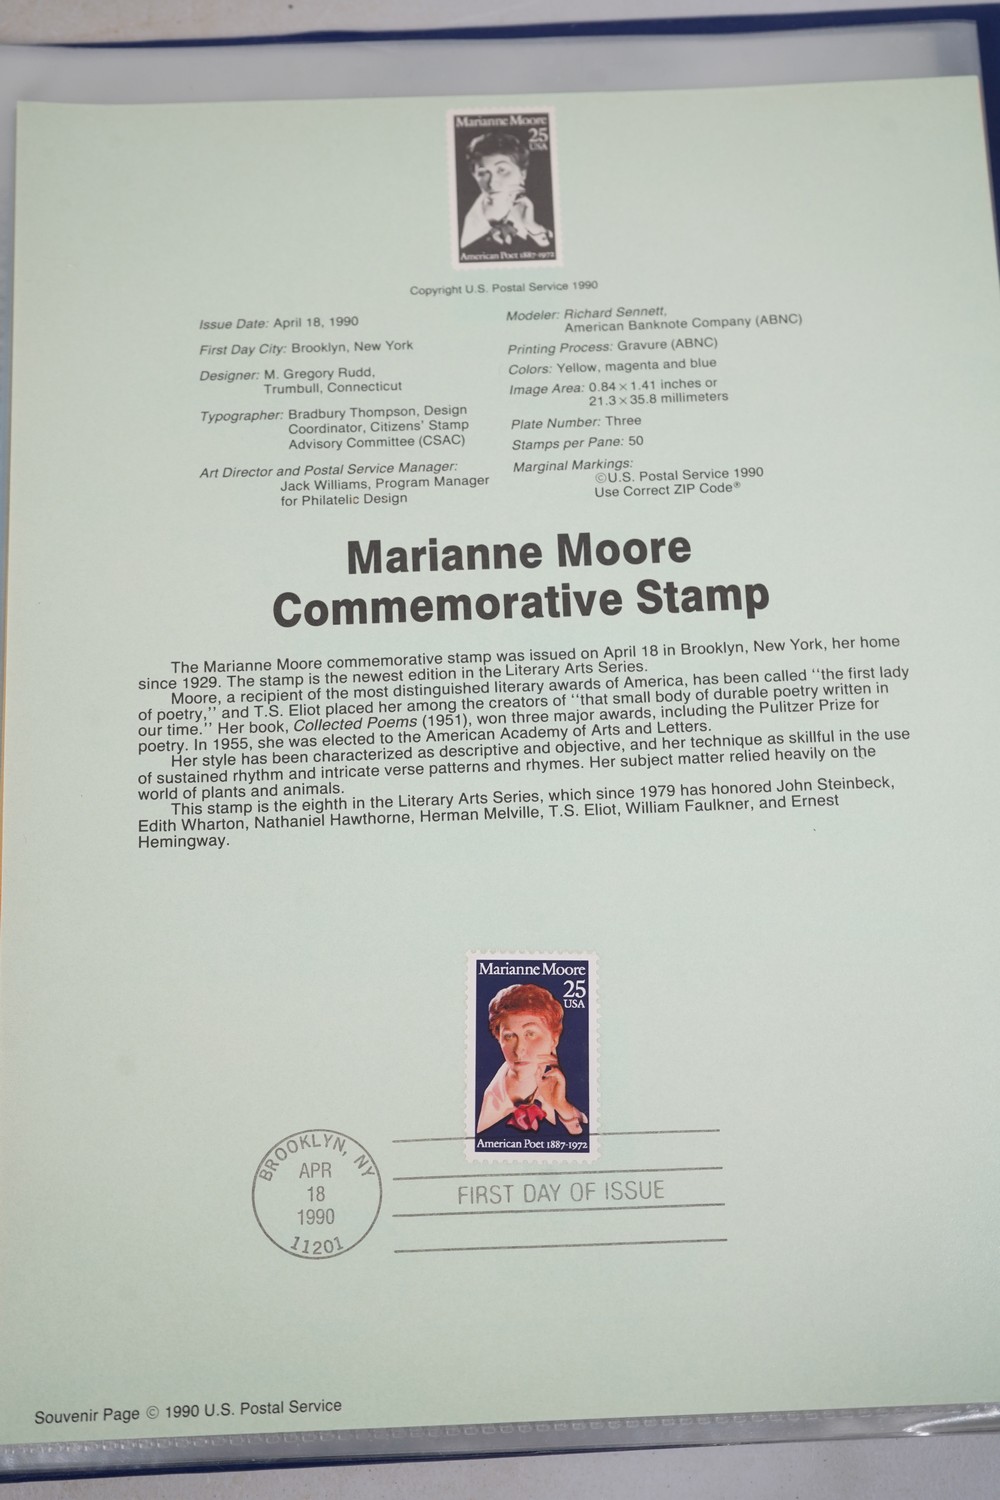 Marianne Moore
25
USA
American Poet 1887-1972
Copyright U.S. Postal Service 1990
Issue Date: April 18, 1990
First Day City: Brooklyn, New York
Designer: M. Gregory Rudd,
Trumbull, Connecticut
Typographer: Bradbury Thompson, Design
Coordinator, Citizens' Stamp
Advisory Committee (CSAC)
Art Director and Postal Service Manager:
Jack Williams, Program Manager
for Philatelic Design
Modeler: Richard Sennett,
American Banknote Company (ABNC)
Printing Process: Gravure (ABNC)
Colors: Yellow, magenta and blue
Image Area: 0.84 × 1.41 inches or
21.3 × 35.8 millimeters
Plate Number: Three
Stamps per Pane: 50
Marginal Markings:
©U.S. Postal Service 1990
Use Correct ZIP Code®
Marianne Moore
Commemorative Stamp
The Marianne Moore commemorative stamp was issued on April 18 in Brooklyn, New York, her home
since 1929. The stamp is the newest edition in the Literary Arts Series.
Moore, a recipient of the most distinguished literary awards of America, has been called ''the first lady
of poetry,'' and T.S. Eliot placed her among the creators of ''that small body of durable poetry written in
our time.'' Her book, Collected Poems (1951), won three major awards, including the Pulitzer Prize for
poetry. In 1955, she was elected to the American Academy of Arts and Letters.
Her style has been characterized as descriptive and objective, and her technique as skillful in the use
of sustained rhythm and intricate verse patterns and rhymes. Her subject matter relied heavily on the
world of plants and animals.
This stamp is the eighth in the Literary Arts Series, which since 1979 has honored John Steinbeck,
Edith Wharton, Nathaniel Hawthorne, Herman Melville, T.S. Eliot, William Faulkner, and Ernest
Hemingway.
Marianne Moore
25
USA
American Poet 1887-1972
BROOKLYN, NY
APR
18
1990
11201
FIRST DAY OF ISSUE
Souvenir Page © 1990 U.S. Postal Service